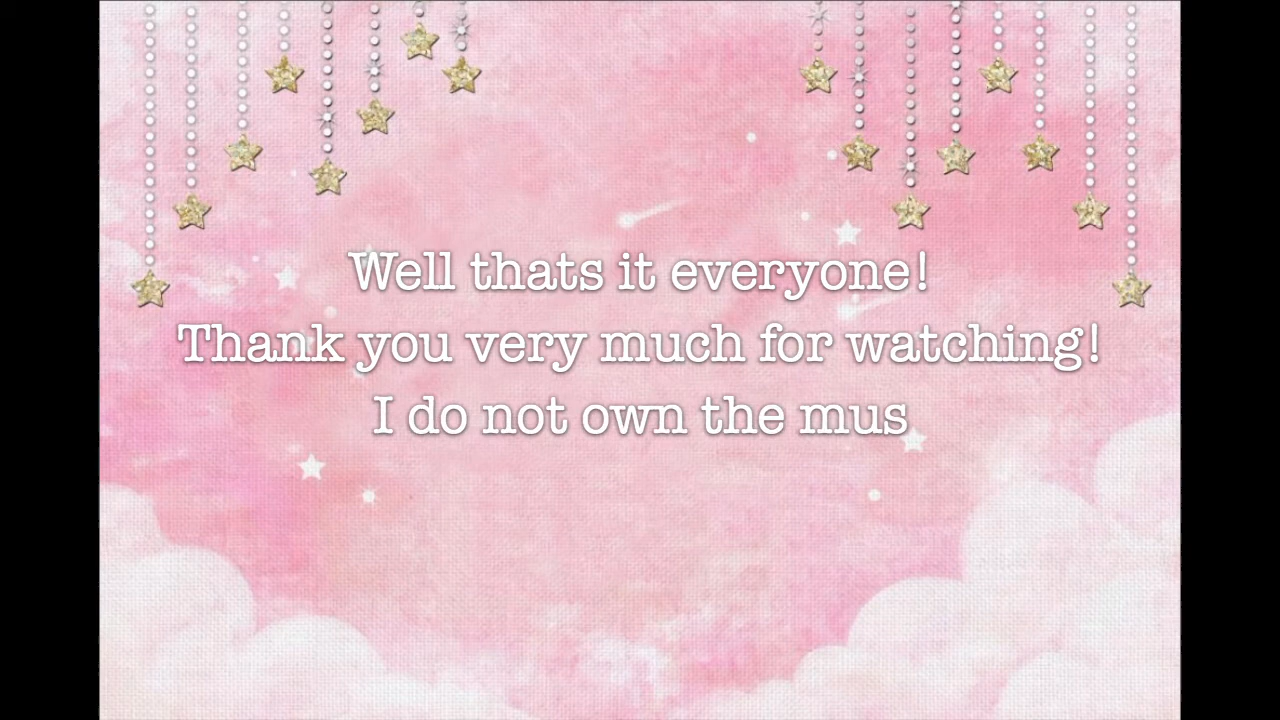 Well thats it everyone!
Thank you very much for watching!
I do not own the mus